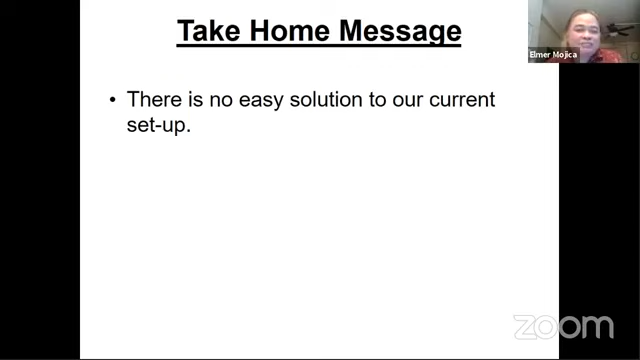 Take Home Message
Elmer Mojica
• There is no easy solution to our current
set-up.
zoom